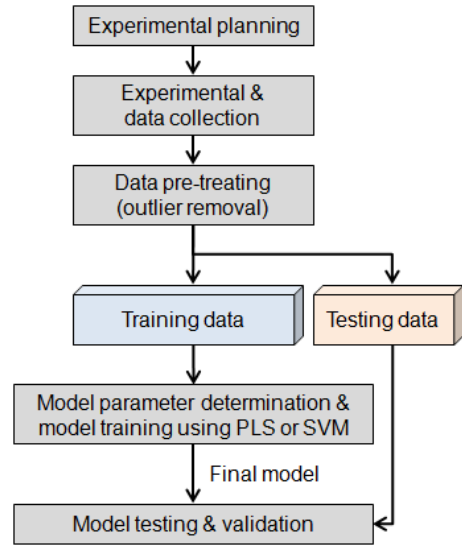 Experimental planning
Experimental &
data collection
Data pre-treating
(outlier removal)
Training data
Testing data
Model parameter determination &
model training using PLS or SVM
Final model
Model testing & validation